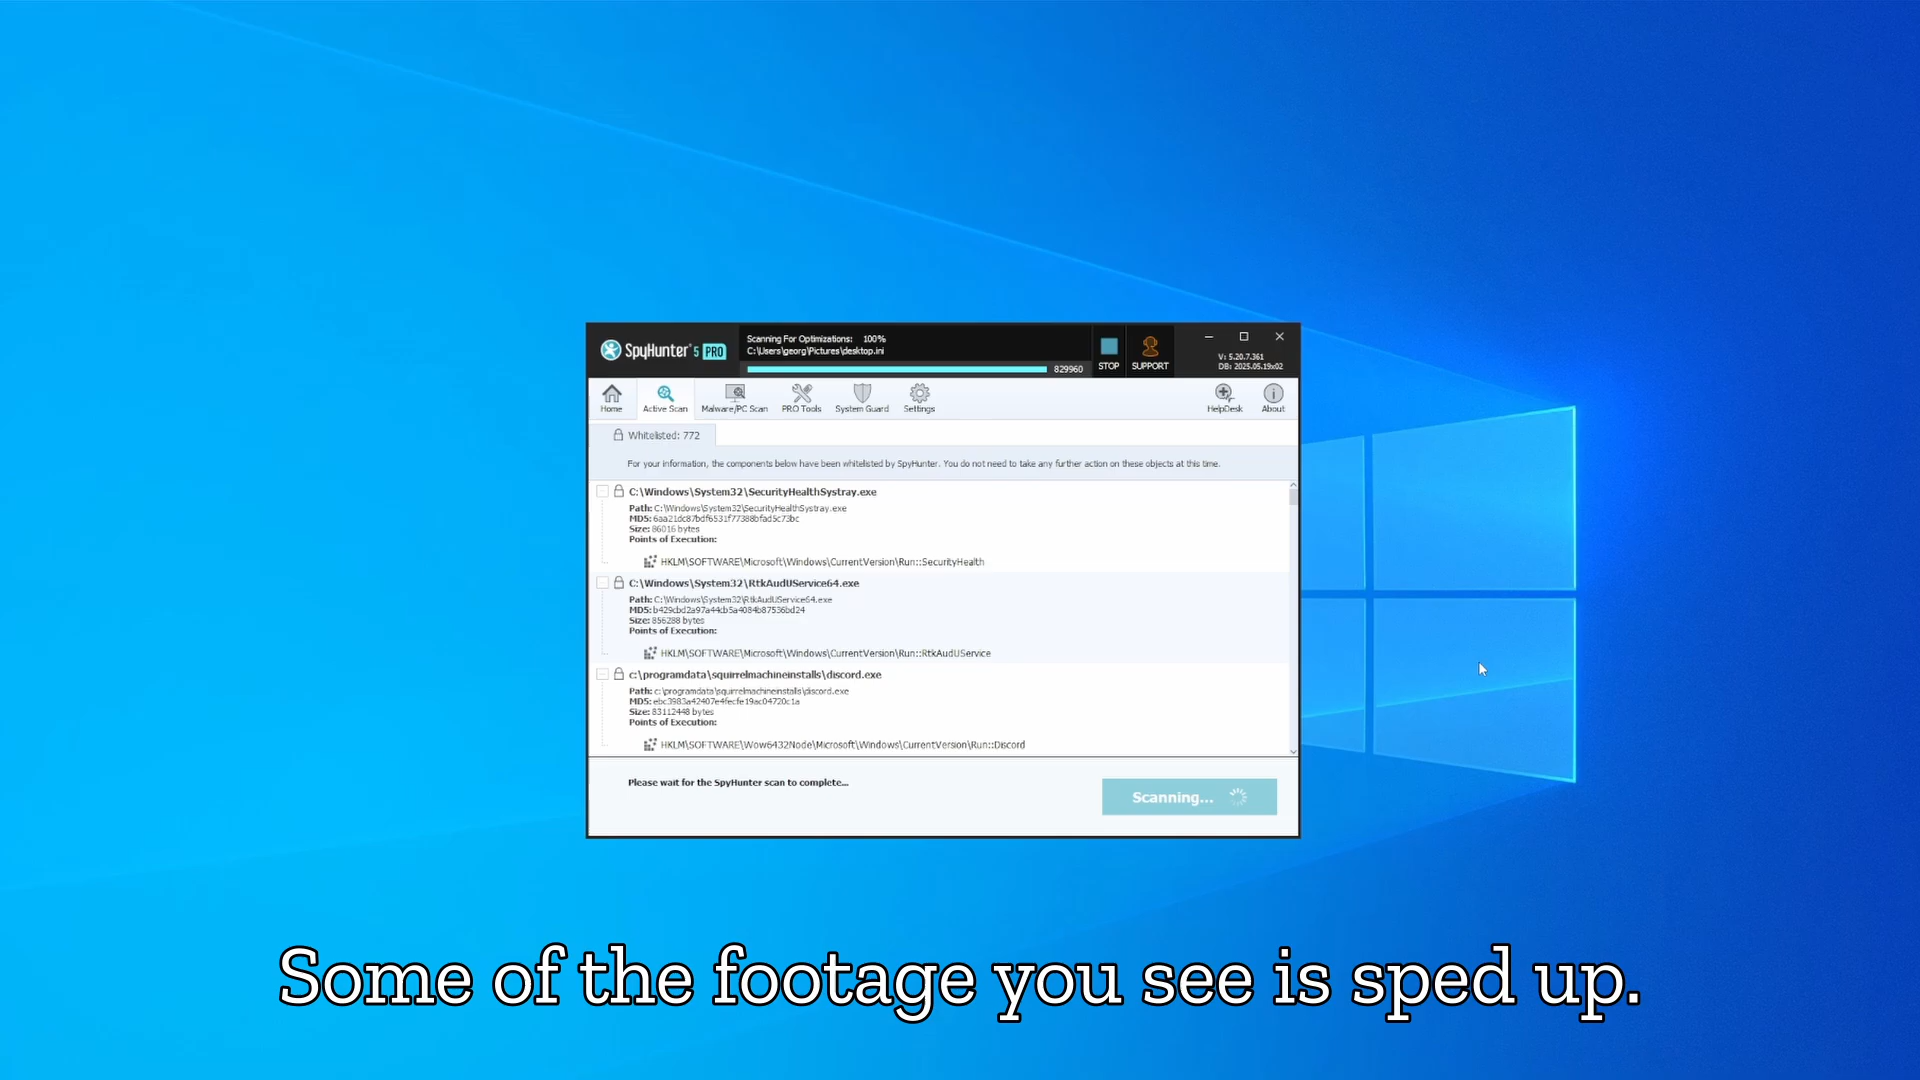 SpyHunter® 5 PRO
Scanning For Optimizations: 100%
C:\Users\georg\Pictures\desktop.ini
829960
STOP
SUPPORT
V: 5.20.7.361
DB: 2025.05.19x02
Home
Active Scan
Malware/PC Scan
PRO Tools
System Guard
Settings
HelpDesk
About
Whitelisted: 772
For your information, the components below have been whitelisted by SpyHunter. You do not need to take any further action on these objects at this time.
C:\Windows\System32\SecurityHealthSystray.exe
Path: C:\Windows\System32\SecurityHealthSystray.exe
MD5: 6aa21dc87bdf6531f77388bfad5c73bc
Size: 86016 bytes
Points of Execution:
HKLM\SOFTWARE\Microsoft\Windows\CurrentVersion\Run::SecurityHealth
C:\Windows\System32\RtkAudUService64.exe
Path: C:\Windows\System32\RtkAudUService64.exe
MD5: b429cbd2a97a44cb5a4084b87536bd24
Size: 856288 bytes
Points of Execution:
HKLM\SOFTWARE\Microsoft\Windows\CurrentVersion\Run::RtkAudUService
c:\programdata\squirrelmachineinstalls\discord.exe
Path: c:\programdata\squirrelmachineinstalls\discord.exe
MD5: ebc3983a42407e4fecfe19ac04720c1a
Size: 83112448 bytes
Points of Execution:
HKLM\SOFTWARE\Wow6432Node\Microsoft\Windows\CurrentVersion\Run::Discord
Please wait for the SpyHunter scan to complete...
Scanning...
Some of the footage you see is sped up.